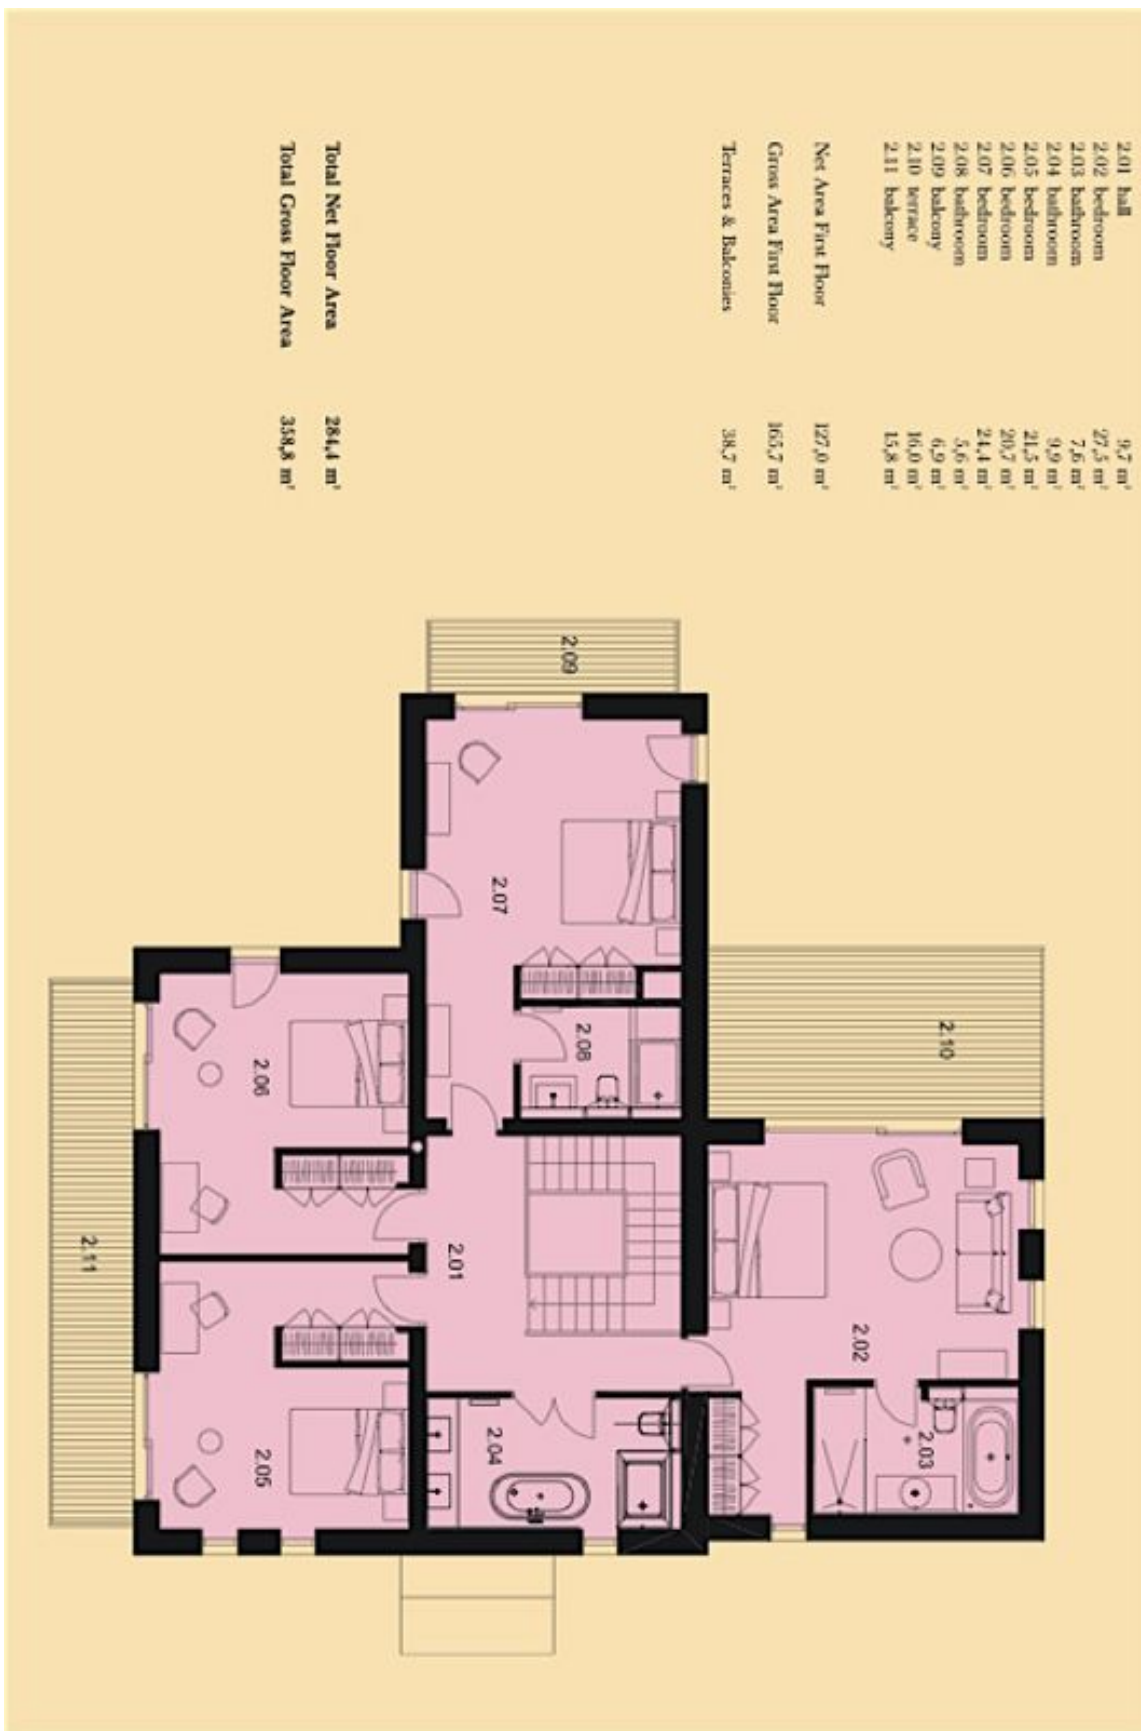 2.01 hall 9,7 m²
2.02 bedroom 27,5 m²
2.03 bathroom 7,6 m²
2.04 bathroom 9,9 m²
2.05 bedroom 21,5 m²
2.06 bedroom 20,7 m²
2.07 bedroom 24,4 m²
2.08 bathroom 5,6 m²
2.09 balcony 6,9 m²
2.10 terrace 16,0 m²
2.11 balcony 15,8 m²
Net Area First Floor 127,0 m²
Gross Area First Floor 165,7 m²
Terraces & Balconies 38,7 m²
Total Net Floor Area 284,4 m²
Total Gross Floor Area 358,8 m²
2.10
2.03
2.02
2.09
2.08
2.07
2.04
2.01
2.06
2.05
2.11